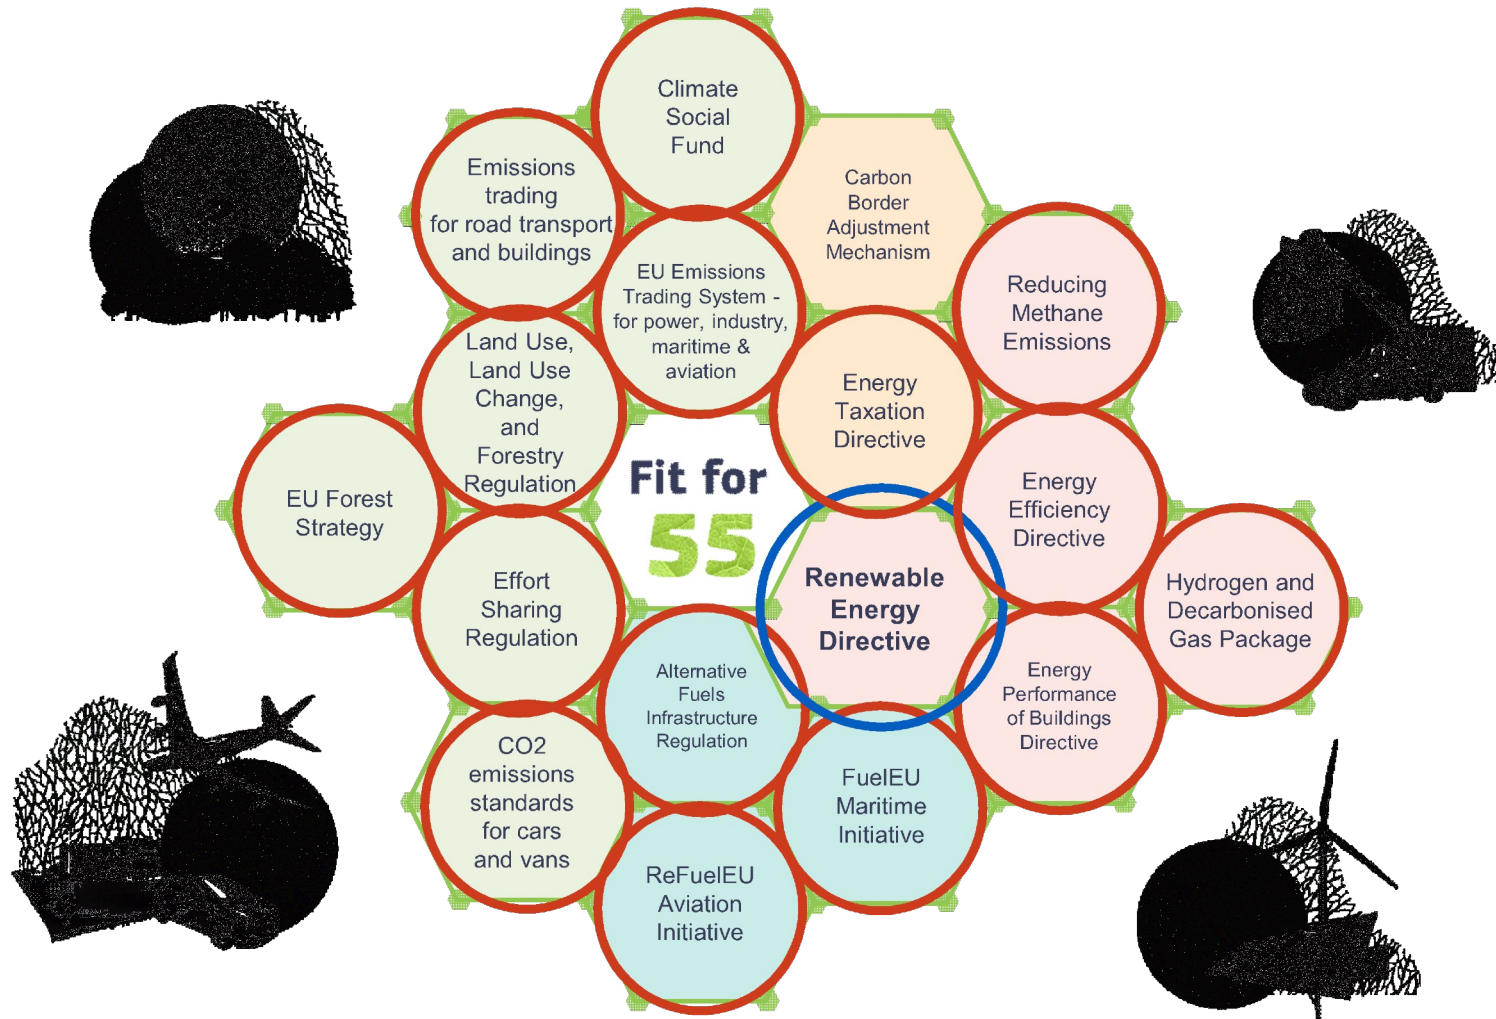 Climate
Social
Fund
Emissions
trading
for road transport
and buildings
Carbon
Border
Adjustment
Mechanism
EU Emissions
Trading System -
for power, industry,
maritime &
aviation
Reducing
Methane
Emissions
Land Use,
Land Use
Change,
and
Forestry
Regulation
Energy
Taxation
Directive
EU Forest
Strategy
Fit for
55
Energy
Efficiency
Directive
Effort
Sharing
Regulation
Renewable
Energy
Directive
Hydrogen and
Decarbonised
Gas Package
Alternative
Fuels
Infrastructure
Regulation
Energy
Performance
of Buildings
Directive
CO2
emissions
standards
for cars
and vans
FuelEU
Maritime
Initiative
ReFuelEU
Aviation
Initiative